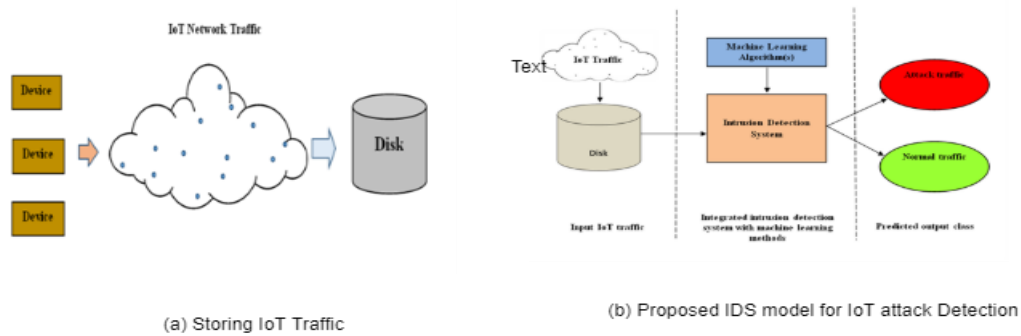 IoT Network Traffic
Device
Device
Device
Disk
(a) Storing IoT Traffic
Text
IoT Traffic
Disk
Machine Learning
Algorithm(s)
Intrusion Detection
System
Attack traffic
Normal traffic
Input IoT traffic
Integrated intrusion detection
system with machine learning
methods
Predicted output class
(b) Proposed IDS model for IoT attack Detection